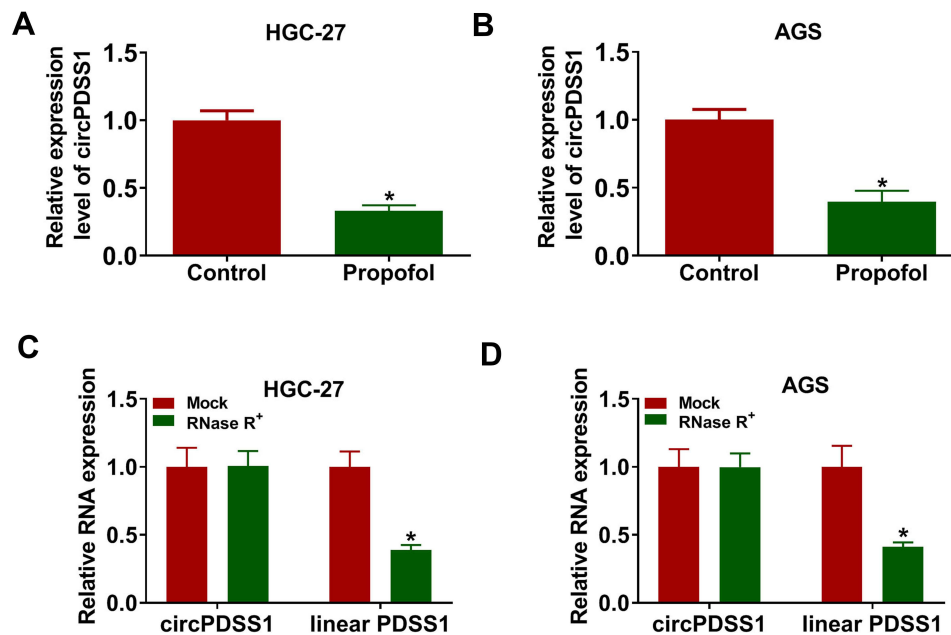 A
HGC-27
Relative expression
level of circPDSS1
1.5
1.0
0.5
0.0
*
Control
Propofol
B
AGS
Relative expression
level of circPDSS1
1.5
1.0
0.5
0.0
*
Control
Propofol
C
HGC-27
Relative RNA expression
1.5
1.0
0.5
0.0
Mock
RNase R⁺
*
circPDSS1
linear PDSS1
D
AGS
Relative RNA expression
1.5
1.0
0.5
0.0
Mock
RNase R⁺
*
circPDSS1
linear PDSS1